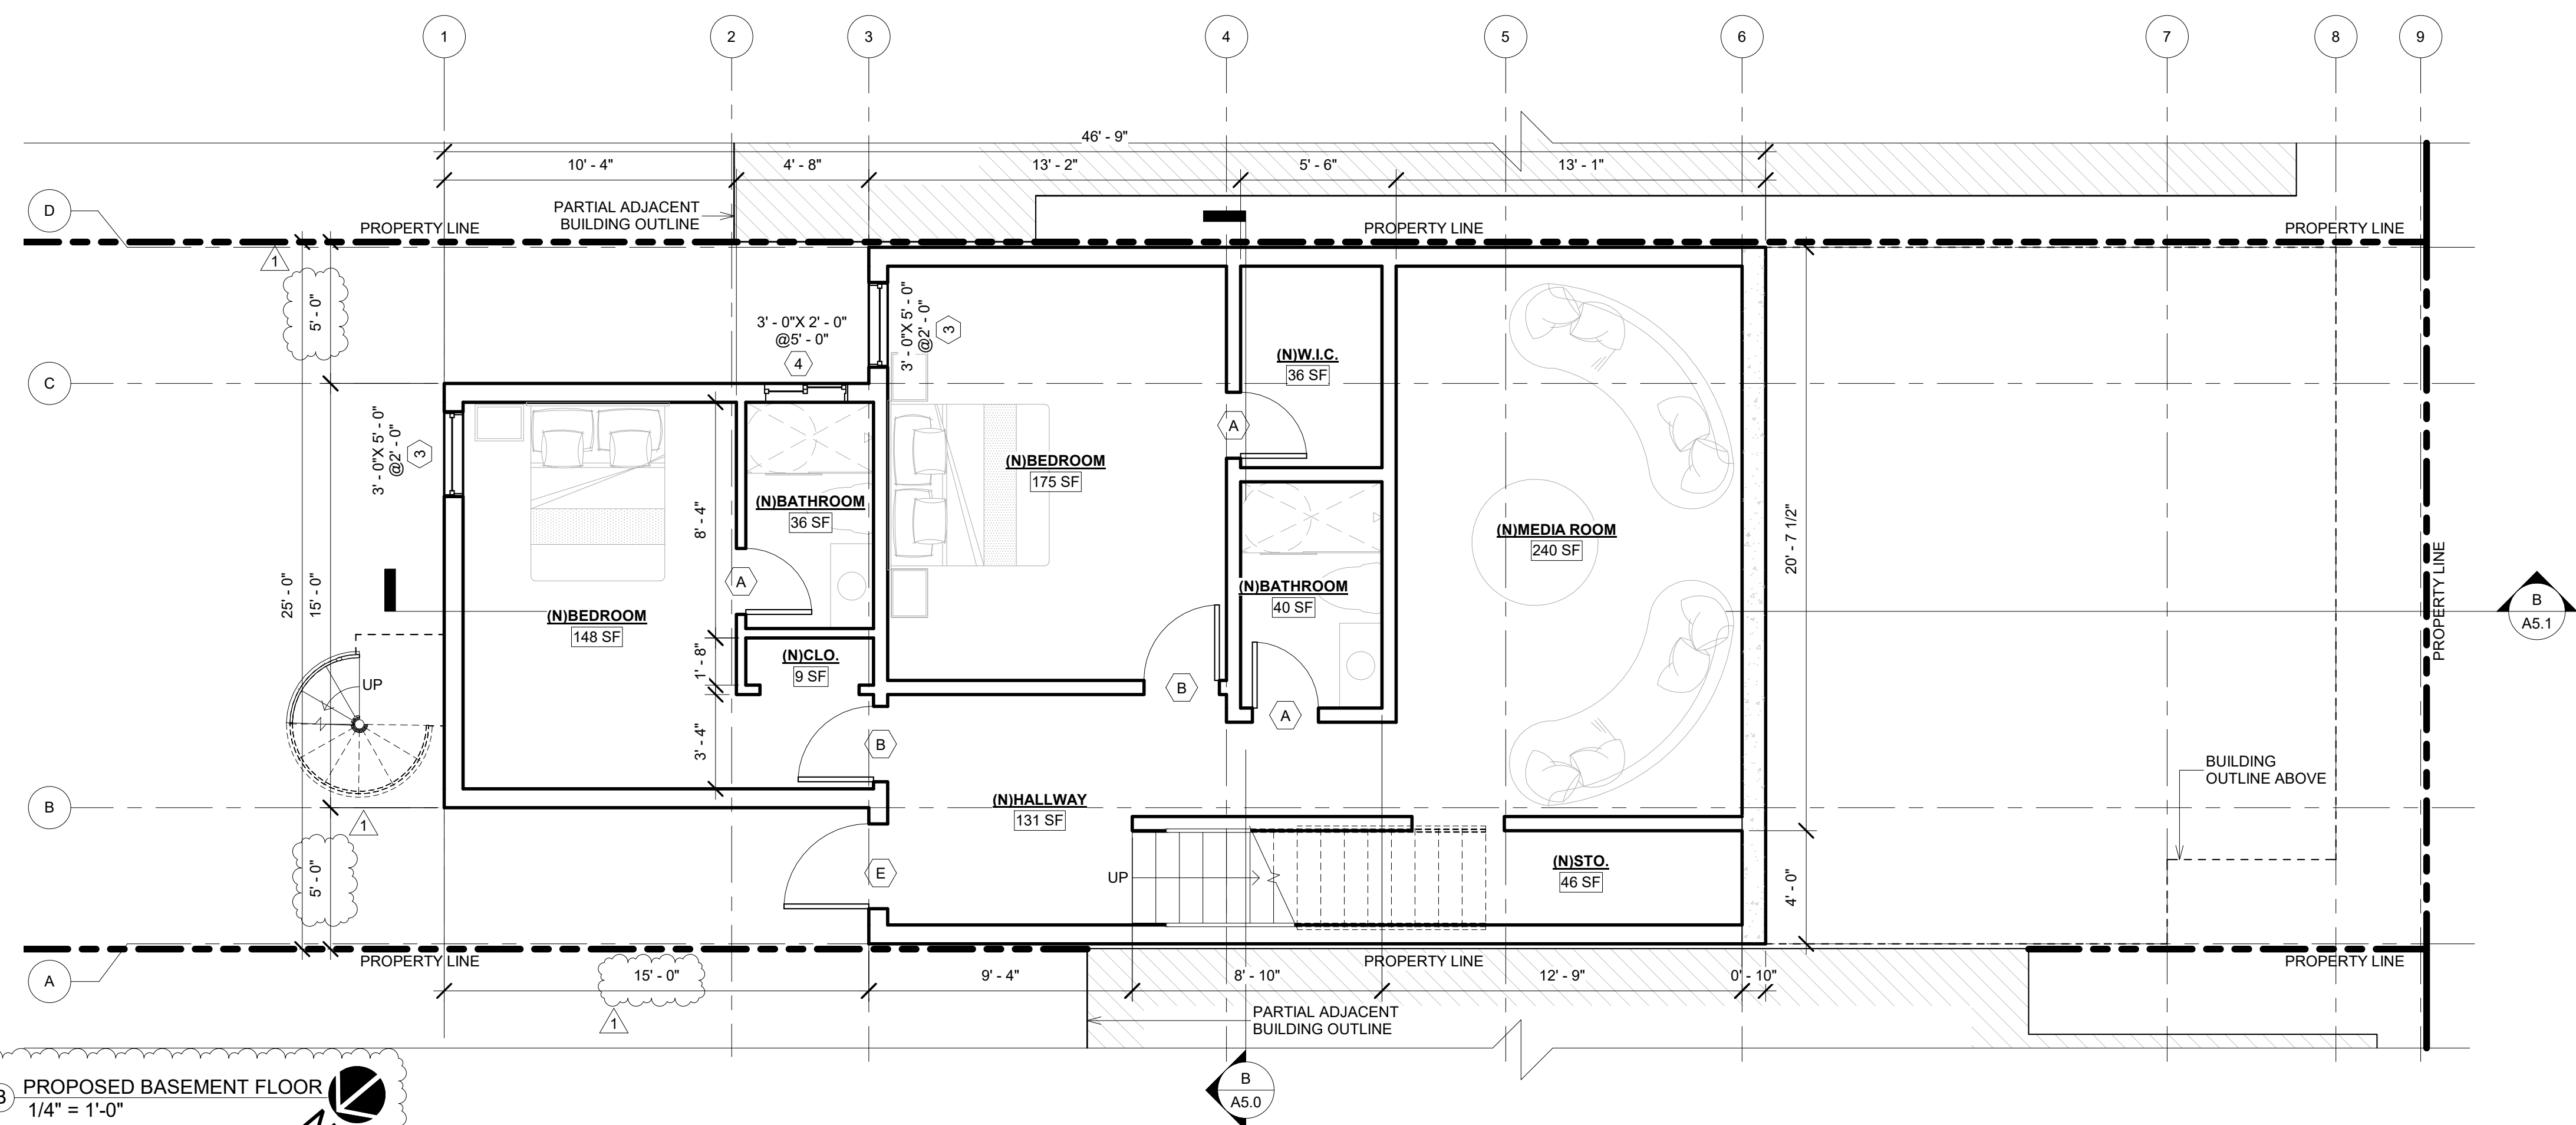 1
2
3
4
5
6
7
8
9
46' - 9"
10' - 4"
4' - 8"
13' - 2"
5' - 6"
13' - 1"
D
PARTIAL ADJACENT
BUILDING OUTLINE
PROPERTY LINE
PROPERTY LINE
PROPERTY LINE
1
5' - 0"
3' - 0"X 2' - 0"
@5' - 0"
4
3' - 0"X 5' - 0"
@2' - 0"
3
(N)W.I.C.
36 SF
C
3' - 0"X 5' - 0"
@2' - 0"
3
A
(N)BEDROOM
175 SF
(N)BATHROOM
36 SF
8' - 4"
(N)MEDIA ROOM
240 SF
20' - 7 1/2"
PROPERTY LINE
25' - 0"
15' - 0"
A
(N)BATHROOM
40 SF
B
A5.1
(N)BEDROOM
148 SF
(N)CLO.
9 SF
1' - 8"
UP
B
A
3' - 4"
B
BUILDING
OUTLINE ABOVE
B
(N)HALLWAY
131 SF
1
5' - 0"
E
UP
(N)STO.
46 SF
4' - 0"
PROPERTY LINE
PROPERTY LINE
PROPERTY LINE
A
15' - 0"
9' - 4"
8' - 10"
12' - 9"
0' - 10"
1
PARTIAL ADJACENT
BUILDING OUTLINE
B
A5.0
PROPOSED BASEMENT FLOOR
1/4" = 1'-0"